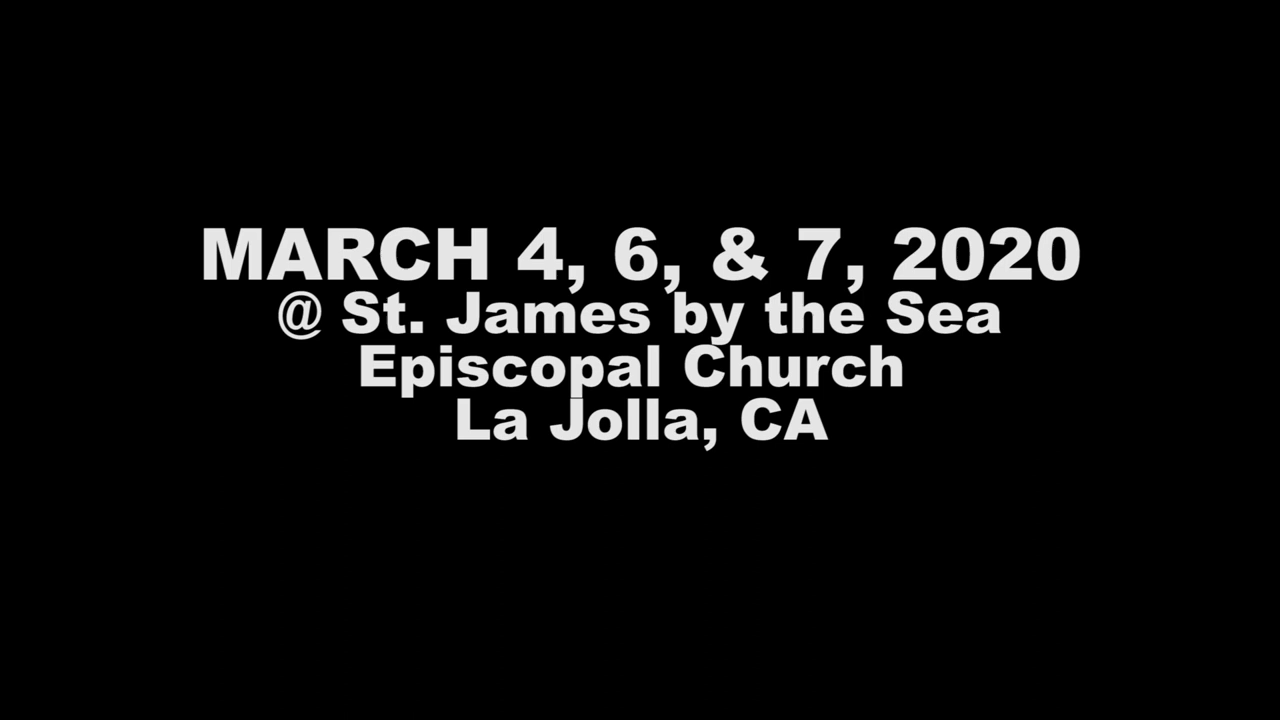 MARCH 4, 6, & 7, 2020
@ St. James by the Sea
Episcopal Church
La Jolla, CA